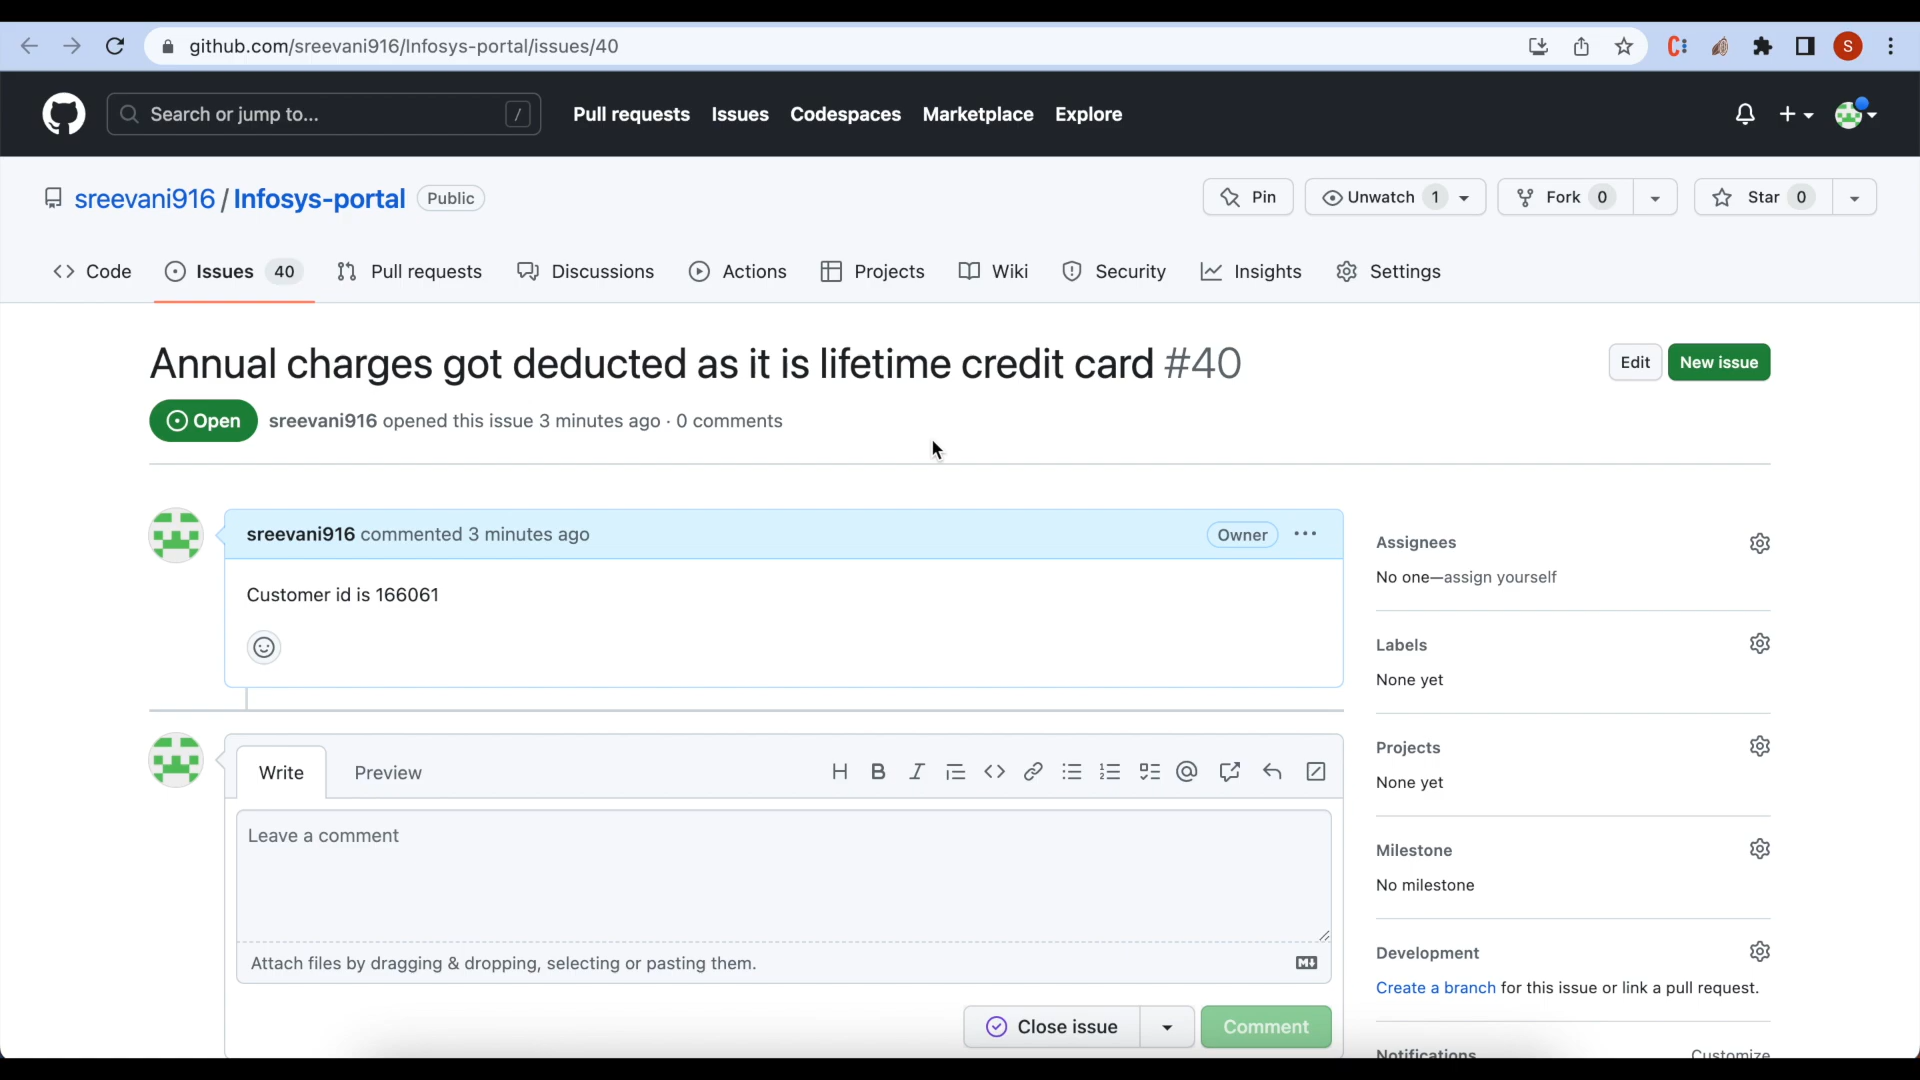 github.com/sreevani916/Infosys-portal/issues/40
S
Search or jump to... /
Pull requests Issues Codespaces Marketplace Explore
sreevani916 / Infosys-portal Public
Pin Unwatch 1 Fork 0 Star 0
Code Issues 40 Pull requests Discussions Actions Projects Wiki Security Insights Settings
Annual charges got deducted as it is lifetime credit card #40
Edit New issue
Open sreevani916 opened this issue 3 minutes ago · 0 comments
sreevani916 commented 3 minutes ago Owner ...
Customer id is 166061
Assignees
No one—assign yourself
Labels
None yet
Projects
None yet
Milestone
No milestone
Development
Create a branch for this issue or link a pull request.
Notifications Customize
Write Preview
Leave a comment
Attach files by dragging & dropping, selecting or pasting them.
Close issue Comment